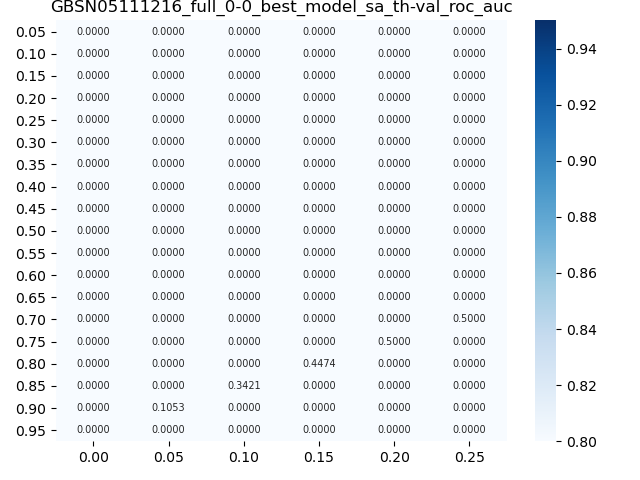 GBSN05111216_full_0-0_best_model_sa_th-val_roc_auc
0.05 0.0000 0.0000 0.0000 0.0000 0.0000 0.0000
0.10 0.0000 0.0000 0.0000 0.0000 0.0000 0.0000
0.15 0.0000 0.0000 0.0000 0.0000 0.0000 0.0000
0.20 0.0000 0.0000 0.0000 0.0000 0.0000 0.0000
0.25 0.0000 0.0000 0.0000 0.0000 0.0000 0.0000
0.30 0.0000 0.0000 0.0000 0.0000 0.0000 0.0000
0.35 0.0000 0.0000 0.0000 0.0000 0.0000 0.0000
0.40 0.0000 0.0000 0.0000 0.0000 0.0000 0.0000
0.45 0.0000 0.0000 0.0000 0.0000 0.0000 0.0000
0.50 0.0000 0.0000 0.0000 0.0000 0.0000 0.0000
0.55 0.0000 0.0000 0.0000 0.0000 0.0000 0.0000
0.60 0.0000 0.0000 0.0000 0.0000 0.0000 0.0000
0.65 0.0000 0.0000 0.0000 0.0000 0.0000 0.0000
0.70 0.0000 0.0000 0.0000 0.0000 0.0000 0.5000
0.75 0.0000 0.0000 0.0000 0.0000 0.5000 0.0000
0.80 0.0000 0.0000 0.0000 0.4474 0.0000 0.0000
0.85 0.0000 0.0000 0.3421 0.0000 0.0000 0.0000
0.90 0.0000 0.1053 0.0000 0.0000 0.0000 0.0000
0.95 0.0000 0.0000 0.0000 0.0000 0.0000 0.0000
0.00 0.05 0.10 0.15 0.20 0.25
0.94
0.92
0.90
0.88
0.86
0.84
0.82
0.80